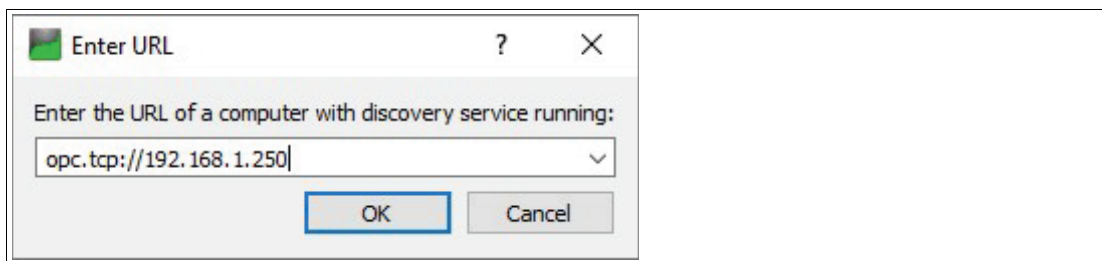 Enter URL
?
Enter the URL of a computer with discovery service running:
opc.tcp://192.168.1.250
OK
Cancel